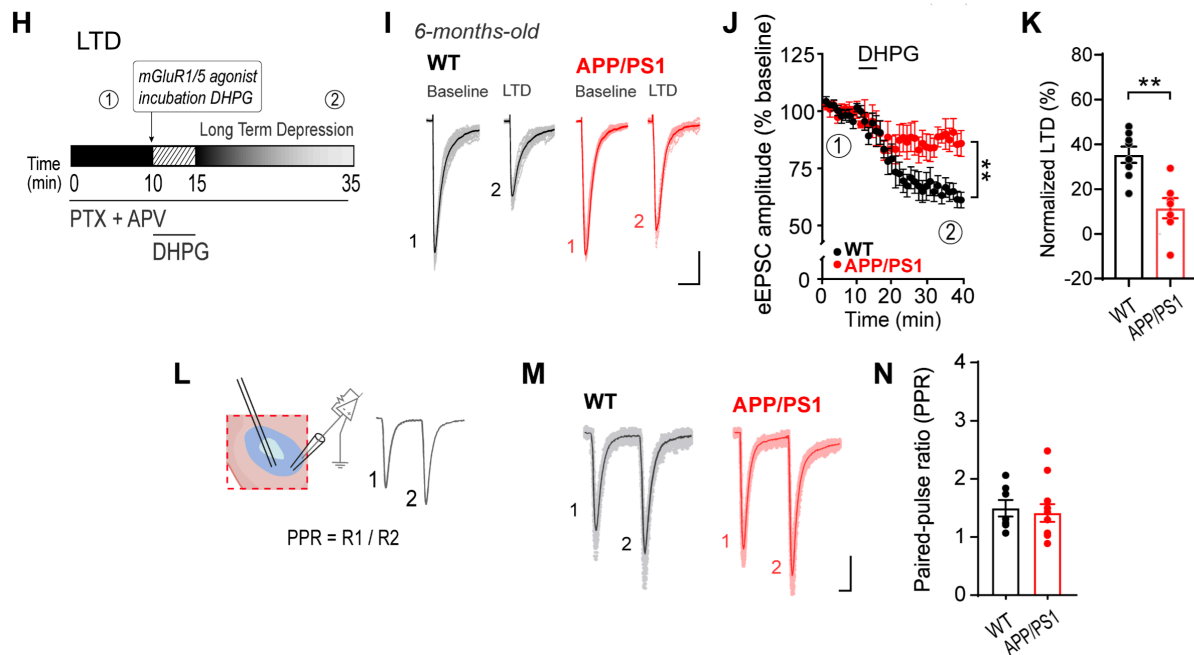 H
LTD
mGluR1/5 agonist
incubation DHPG
1
2
Long Term Depression
Time
(min)
0
10
15
35
PTX + APV
DHPG
I
6-months-old
WT
APP/PS1
Baseline
LTD
Baseline
LTD
1
2
1
2
J
DHPG
eEPSC amplitude (% baseline)
125
100
75
50
0
1
2
**
WT
APP/PS1
0
10
20
30
40
Time (min)
K
Normalized LTD (%)
80
60
40
20
0
-20
**
WT
APP/PS1
L
1
2
PPR = R1 / R2
M
WT
APP/PS1
1
2
1
2
N
Paired-pulse ratio (PPR)
4
3
2
1
0
WT
APP/PS1